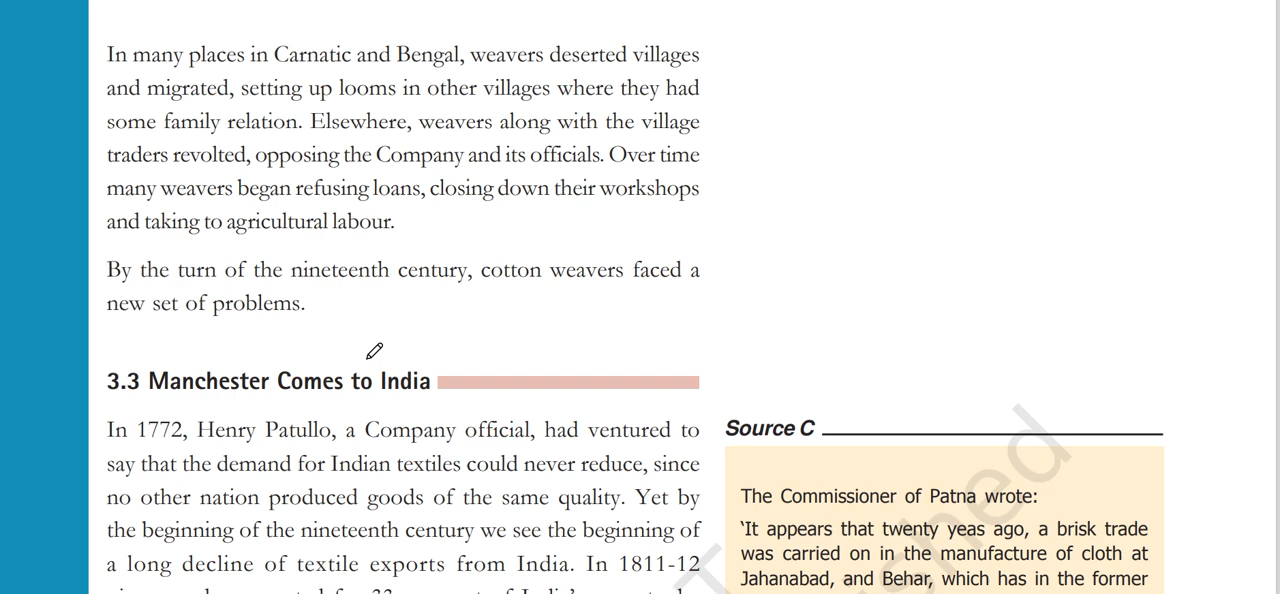 In many places in Carnatic and Bengal, weavers deserted villages
and migrated, setting up looms in other villages where they had
some family relation. Elsewhere, weavers along with the village
traders revolted, opposing the Company and its officials. Over time
many weavers began refusing loans, closing down their workshops
and taking to agricultural labour.
By the turn of the nineteenth century, cotton weavers faced a
new set of problems.
3.3 Manchester Comes to India
In 1772, Henry Patullo, a Company official, had ventured to
say that the demand for Indian textiles could never reduce, since
no other nation produced goods of the same quality. Yet by
the beginning of the nineteenth century we see the beginning of
a long decline of textile exports from India. In 1811-12
Source C
The Commissioner of Patna wrote:
‘It appears that twenty yeas ago, a brisk trade
was carried on in the manufacture of cloth at
Jahanabad, and Behar, which has in the former